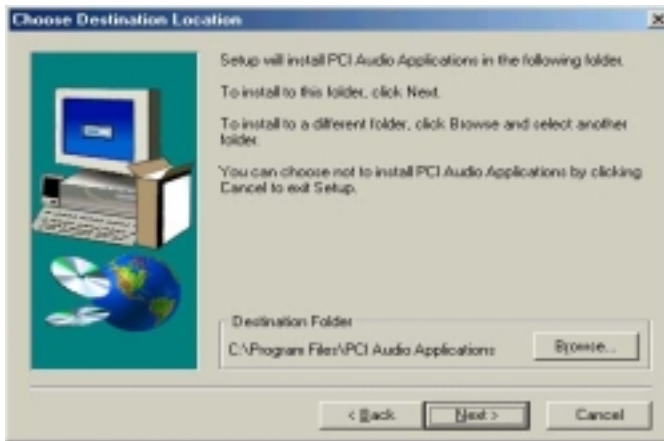 Choose Destination Location
Setup will install PCI Audio Applications in the following folder.
To install to this folder, click Next.
To install to a different folder, click Browse and select another
folder.
You can choose not to install PCI Audio Applications by clicking
Cancel to exit Setup.
Destination Folder
C:\Program Files\PCI Audio Applications
Browse...
< Back
Next >
Cancel